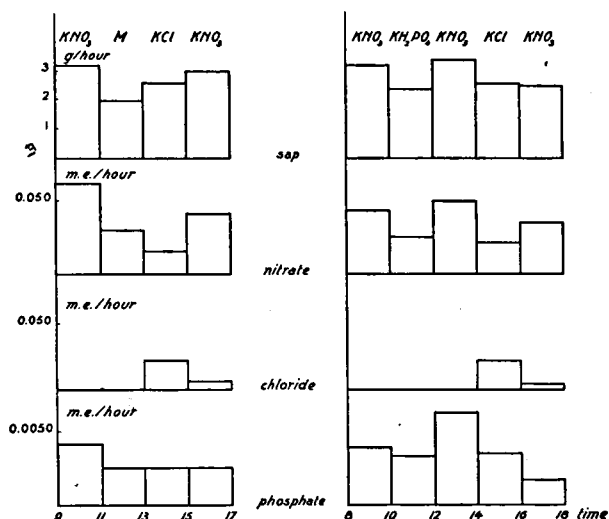 KNO₃ M KCl KNO₃ KNO₃ KH₂PO₄ KNO₃ KCl KNO₃
g/hour
3
2
1
sap
m.e./hour
0.050
nitrate
m.e./hour
0.050
chloride
m.e./hour
0.0050
phosphate
9 11 13 15 17 8 10 12 14 16 18 time